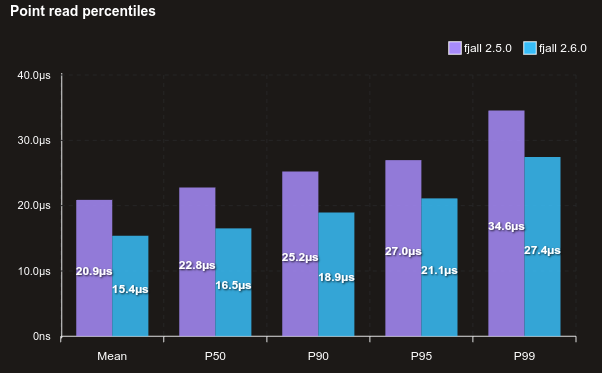 Point read percentiles
fjall 2.5.0 fjall 2.6.0
40.0µs
30.0µs
20.0µs
10.0µs
0ns
20.9µs 15.4µs 22.8µs 16.5µs 25.2µs 18.9µs 27.0µs 21.1µs 34.6µs 27.4µs
Mean P50 P90 P95 P99